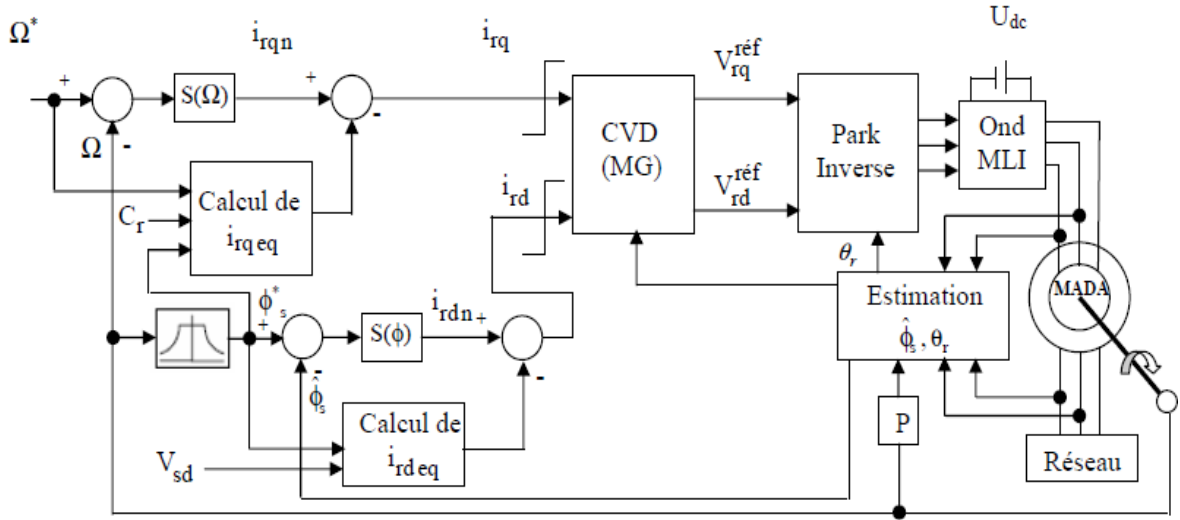 Ω*
i_rqn
i_rq
V_rq^réf
U_dc
+
S(Ω)
+
-
Ω
-
CVD
(MG)
Park
Inverse
Ond
MLI
C_r
Calcul de
i_rq eq
i_rd
V_rd^réf
θ_r
MADA
ϕ*_s
+
-
S(ϕ)
i_rdn +
-
Estimation
ϕ̂_s , θ_r
ϕ̂_s
Calcul de
i_rd eq
V_sd
P
Réseau